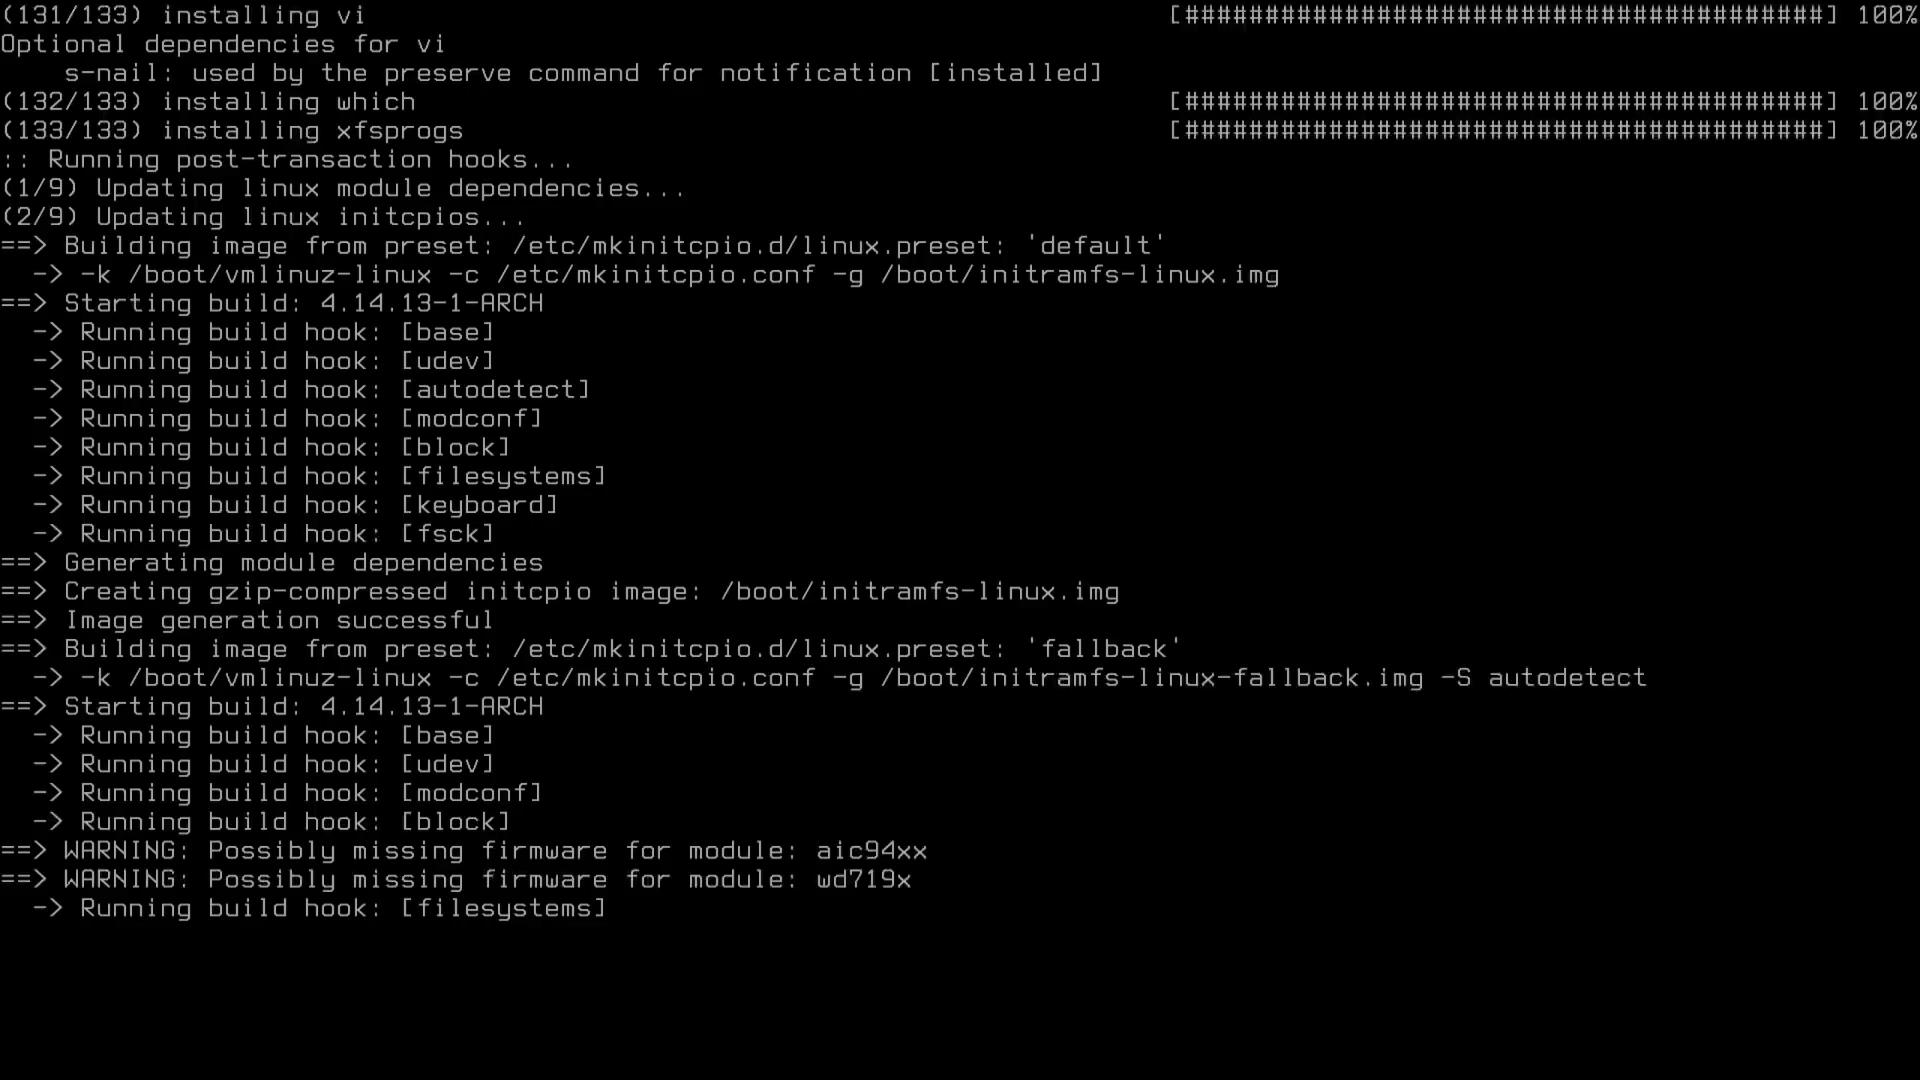 (131/133) installing vi [########################################] 100%
Optional dependencies for vi
    s-nail: used by the preserve command for notification [installed]
(132/133) installing which [########################################] 100%
(133/133) installing xfsprogs [########################################] 100%
:: Running post-transaction hooks...
(1/9) Updating linux module dependencies...
(2/9) Updating linux initcpios...
==> Building image from preset: /etc/mkinitcpio.d/linux.preset: 'default'
  -> -k /boot/vmlinuz-linux -c /etc/mkinitcpio.conf -g /boot/initramfs-linux.img
==> Starting build: 4.14.13-1-ARCH
  -> Running build hook: [base]
  -> Running build hook: [udev]
  -> Running build hook: [autodetect]
  -> Running build hook: [modconf]
  -> Running build hook: [block]
  -> Running build hook: [filesystems]
  -> Running build hook: [keyboard]
  -> Running build hook: [fsck]
==> Generating module dependencies
==> Creating gzip-compressed initcpio image: /boot/initramfs-linux.img
==> Image generation successful
==> Building image from preset: /etc/mkinitcpio.d/linux.preset: 'fallback'
  -> -k /boot/vmlinuz-linux -c /etc/mkinitcpio.conf -g /boot/initramfs-linux-fallback.img -S autodetect
==> Starting build: 4.14.13-1-ARCH
  -> Running build hook: [base]
  -> Running build hook: [udev]
  -> Running build hook: [modconf]
  -> Running build hook: [block]
==> WARNING: Possibly missing firmware for module: aic94xx
==> WARNING: Possibly missing firmware for module: wd719x
  -> Running build hook: [filesystems]